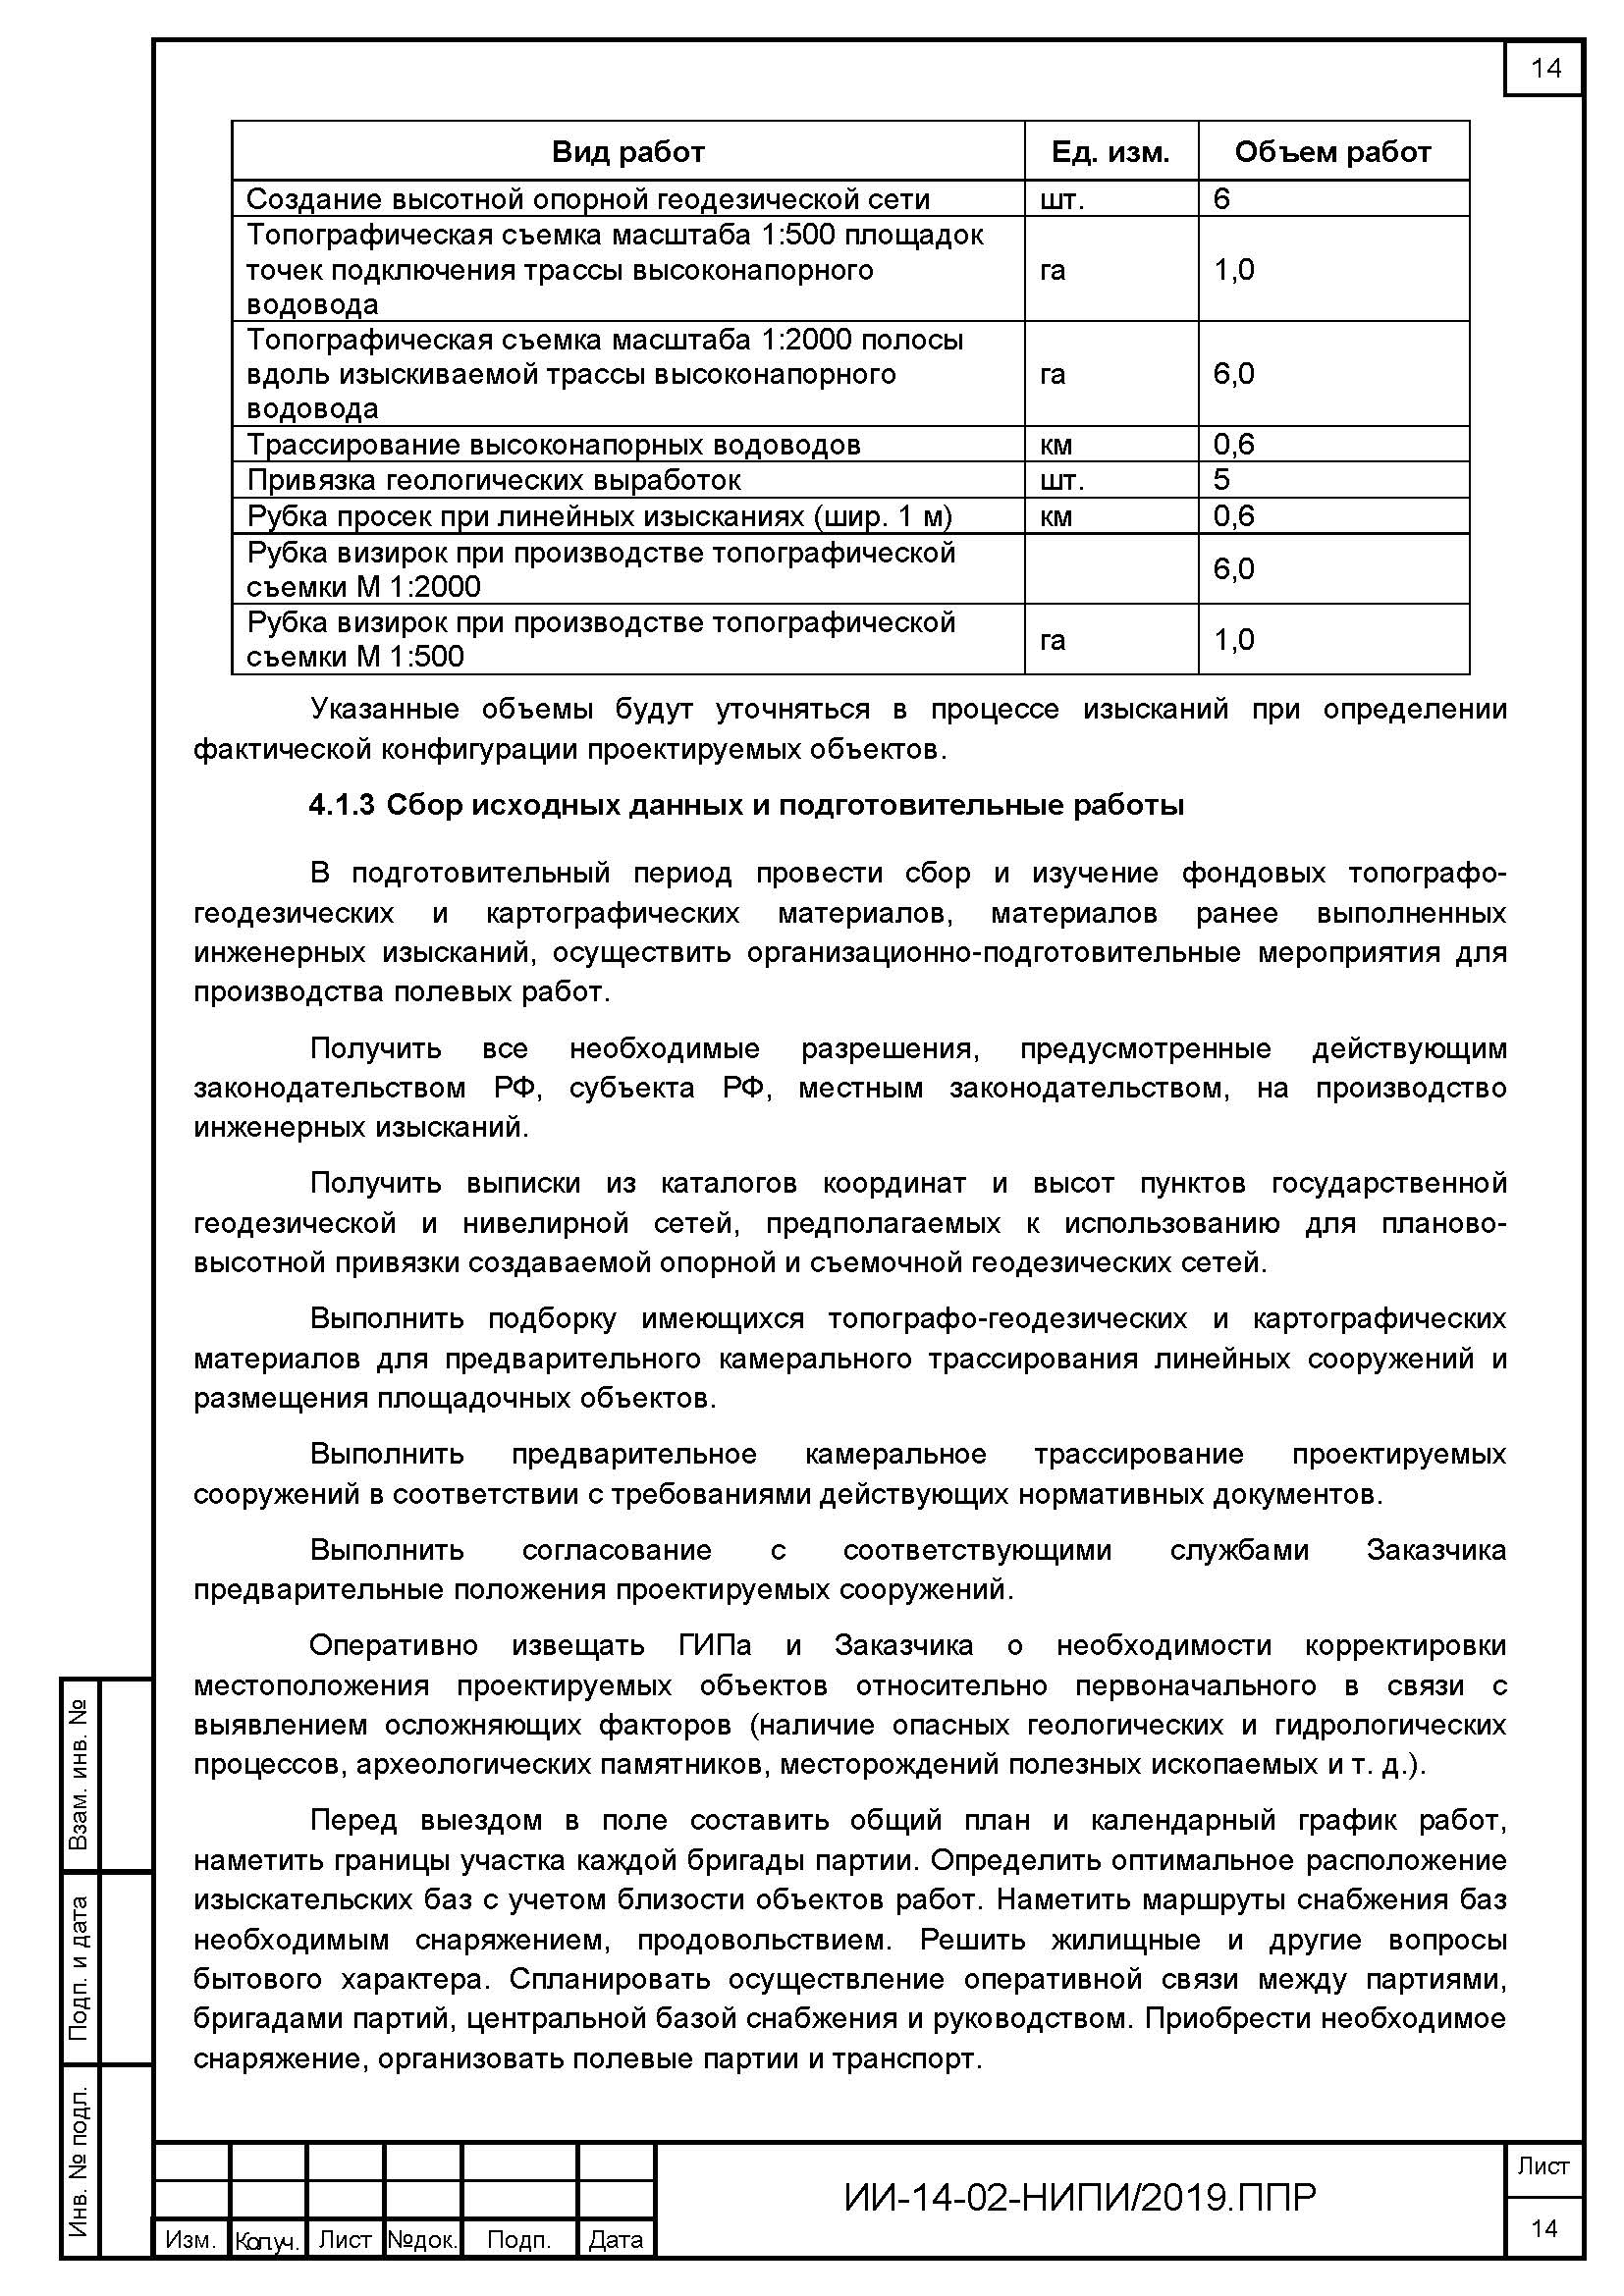 14
Вид работ Ед. изм. Объем работ
Создание высотной опорной геодезической сети шт. 6
Топографическая съемка масштаба 1:500 площадок
точек подключения трассы высоконапорного га 1,0
водовода
Топографическая съемка масштаба 1:2000 полосы
вдоль изыскиваемой трассы высоконапорного га 6,0
водовода
Трассирование высоконапорных водоводов км 0,6
Привязка геологических выработок шт. 5
Рубка просек при линейных изысканиях (шир. 1 м) км 0,6
Рубка визирок при производстве топографической
съемки М 1:2000 6,0
Рубка визирок при производстве топографической
съемки М 1:500 га 1,0
Указанные объемы будут уточняться в процессе изысканий при определении
фактической конфигурации проектируемых объектов.
4.1.3 Сбор исходных данных и подготовительные работы
В подготовительный период провести сбор и изучение фондовых топографо-
геодезических и картографических материалов, материалов ранее выполненных
инженерных изысканий, осуществить организационно-подготовительные мероприятия для
производства полевых работ.
Получить все необходимые разрешения, предусмотренные действующим
законодательством РФ, субъекта РФ, местным законодательством, на производство
инженерных изысканий.
Получить выписки из каталогов координат и высот пунктов государственной
геодезической и нивелирной сетей, предполагаемых к использованию для планово-
высотной привязки создаваемой опорной и съемочной геодезических сетей.
Выполнить подборку имеющихся топографо-геодезических и картографических
материалов для предварительного камерального трассирования линейных сооружений и
размещения площадочных объектов.
Выполнить предварительное камеральное трассирование проектируемых
сооружений в соответствии с требованиями действующих нормативных документов.
Выполнить согласование с соответствующими службами Заказчика
предварительные положения проектируемых сооружений.
Оперативно извещать ГИПа и Заказчика о необходимости корректировки
местоположения проектируемых объектов относительно первоначального в связи с
выявлением осложняющих факторов (наличие опасных геологических и гидрологических
процессов, археологических памятников, месторождений полезных ископаемых и т. д.).
Перед выездом в поле составить общий план и календарный график работ,
наметить границы участка каждой бригады партии. Определить оптимальное расположение
изыскательских баз с учетом близости объектов работ. Наметить маршруты снабжения баз
необходимым снаряжением, продовольствием. Решить жилищные и другие вопросы
бытового характера. Спланировать осуществление оперативной связи между партиями,
бригадами партий, центральной базой снабжения и руководством. Приобрести необходимое
снаряжение, организовать полевые партии и транспорт.
Взам. инв. №
Подп. и дата
Инв. № подл.
Изм. Кол.уч. Лист №док. Подп. Дата
ИИ-14-02-НИПИ/2019.ППР
Лист
14